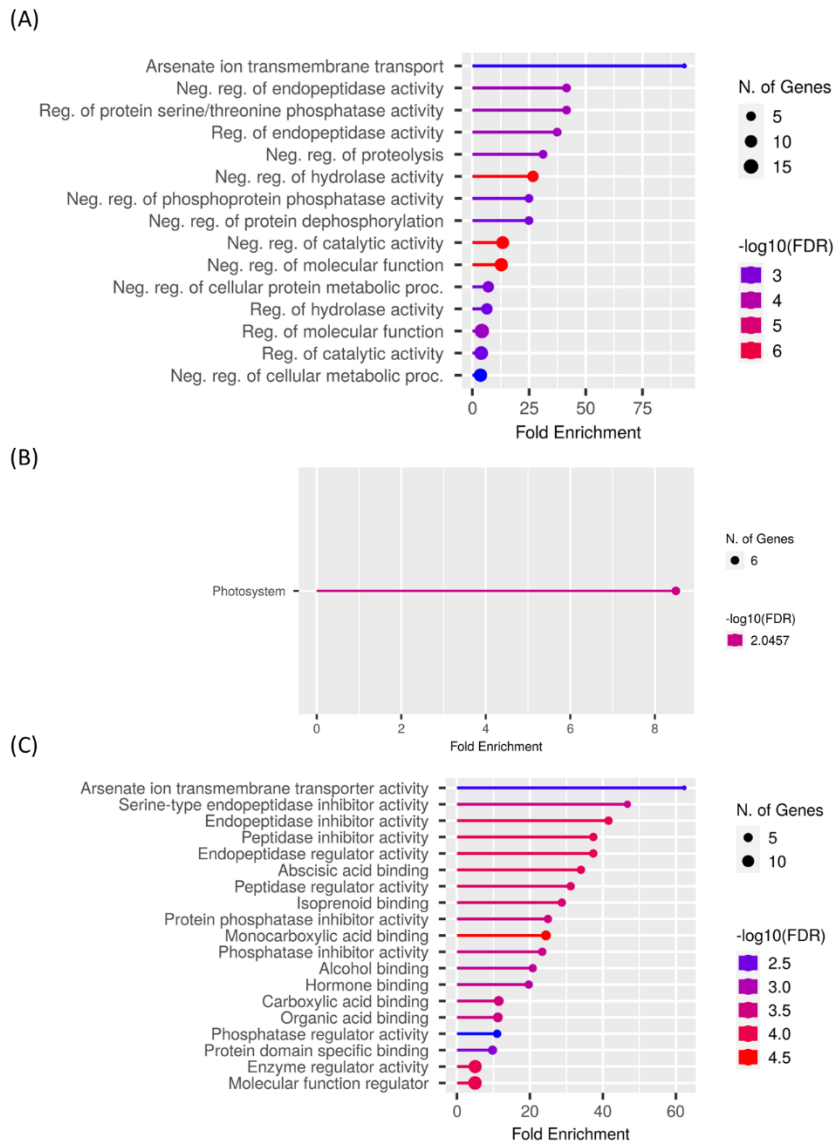 (A)
Arsenate ion transmembrane transport
Neg. reg. of endopeptidase activity
Reg. of protein serine/threonine phosphatase activity
Reg. of endopeptidase activity
Neg. reg. of proteolysis
Neg. reg. of hydrolase activity
Neg. reg. of phosphoprotein phosphatase activity
Neg. reg. of protein dephosphorylation
Neg. reg. of catalytic activity
Neg. reg. of molecular function
Neg. reg. of cellular protein metabolic proc.
Reg. of hydrolase activity
Reg. of molecular function
Reg. of catalytic activity
Neg. reg. of cellular metabolic proc.
0 25 50 75
Fold Enrichment
N. of Genes
5
10
15
-log10(FDR)
3
4
5
6
(B)
Photosystem
0 2 4 6 8
Fold Enrichment
N. of Genes
6
-log10(FDR)
2.0457
(C)
Arsenate ion transmembrane transporter activity
Serine-type endopeptidase inhibitor activity
Endopeptidase inhibitor activity
Peptidase inhibitor activity
Endopeptidase regulator activity
Abscisic acid binding
Peptidase regulator activity
Isoprenoid binding
Protein phosphatase inhibitor activity
Monocarboxylic acid binding
Phosphatase inhibitor activity
Alcohol binding
Hormone binding
Carboxylic acid binding
Organic acid binding
Phosphatase regulator activity
Protein domain specific binding
Enzyme regulator activity
Molecular function regulator
0 20 40 60
Fold Enrichment
N. of Genes
5
10
-log10(FDR)
2.5
3.0
3.5
4.0
4.5